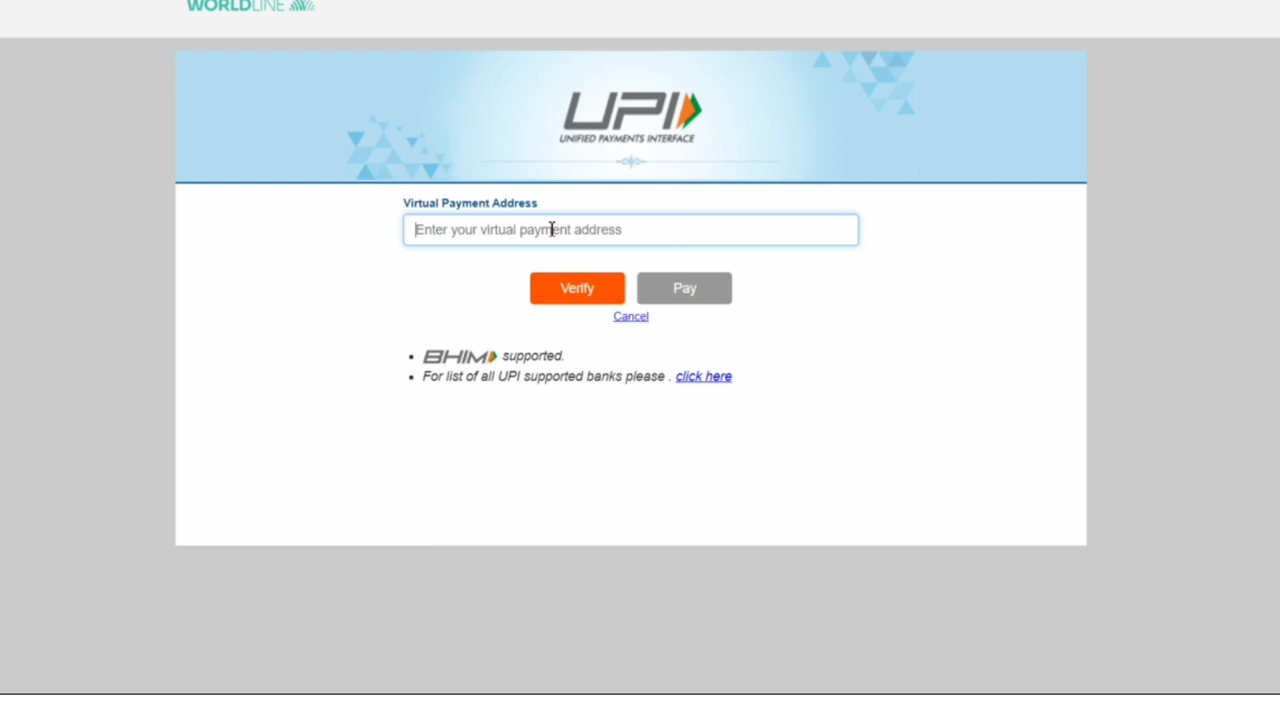 WORLDLINE
UPI
UNIFIED PAYMENTS INTERFACE
Virtual Payment Address
Enter your virtual payment address
Verify Pay
Cancel
BHIM supported.
For list of all UPI supported banks please . click here